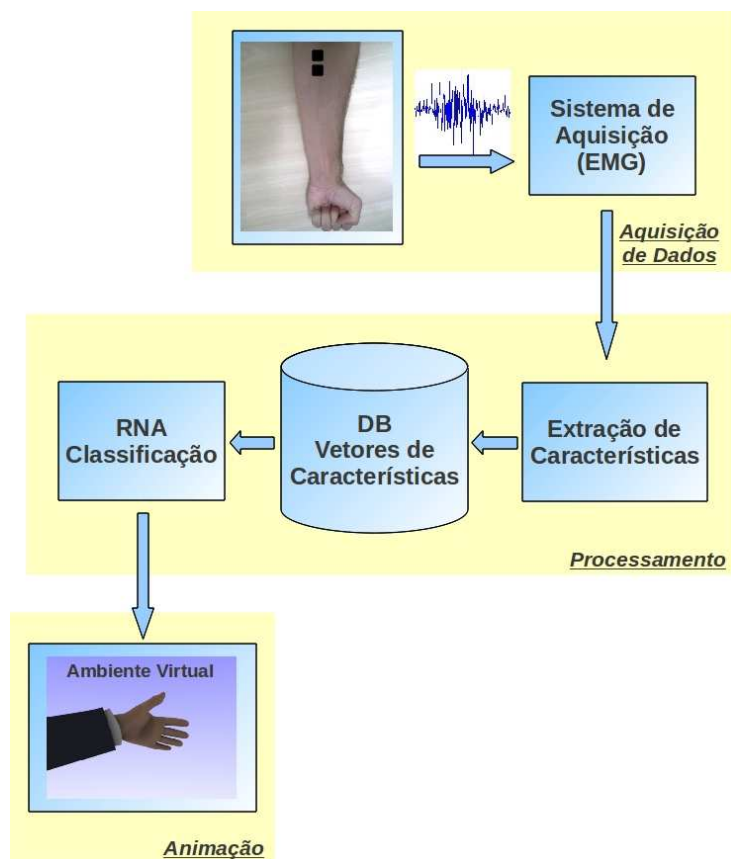 Sistema de
Aquisição
(EMG)
Aquisição
de Dados
RNA
Classificação
DB
Vetores de
Características
Extração de
Características
Processamento
Ambiente Virtual
Animação